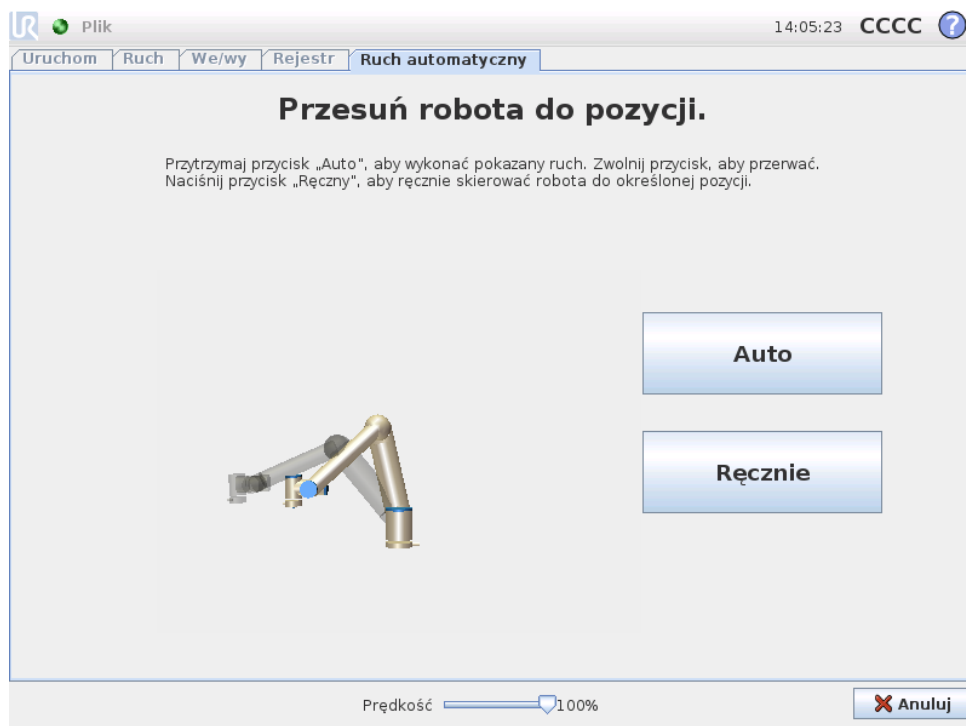 UR Plik 14:05:23 CCCC ?
Uruchom Ruch We/wy Rejestr Ruch automatyczny
Przesuń robota do pozycji.
Przytrzymaj przycisk „Auto", aby wykonać pokazany ruch. Zwolnij przycisk, aby przerwać.
Naciśnij przycisk „Ręczny", aby ręcznie skierować robota do określonej pozycji.
Auto
Ręcznie
Prędkość 100% Anuluj